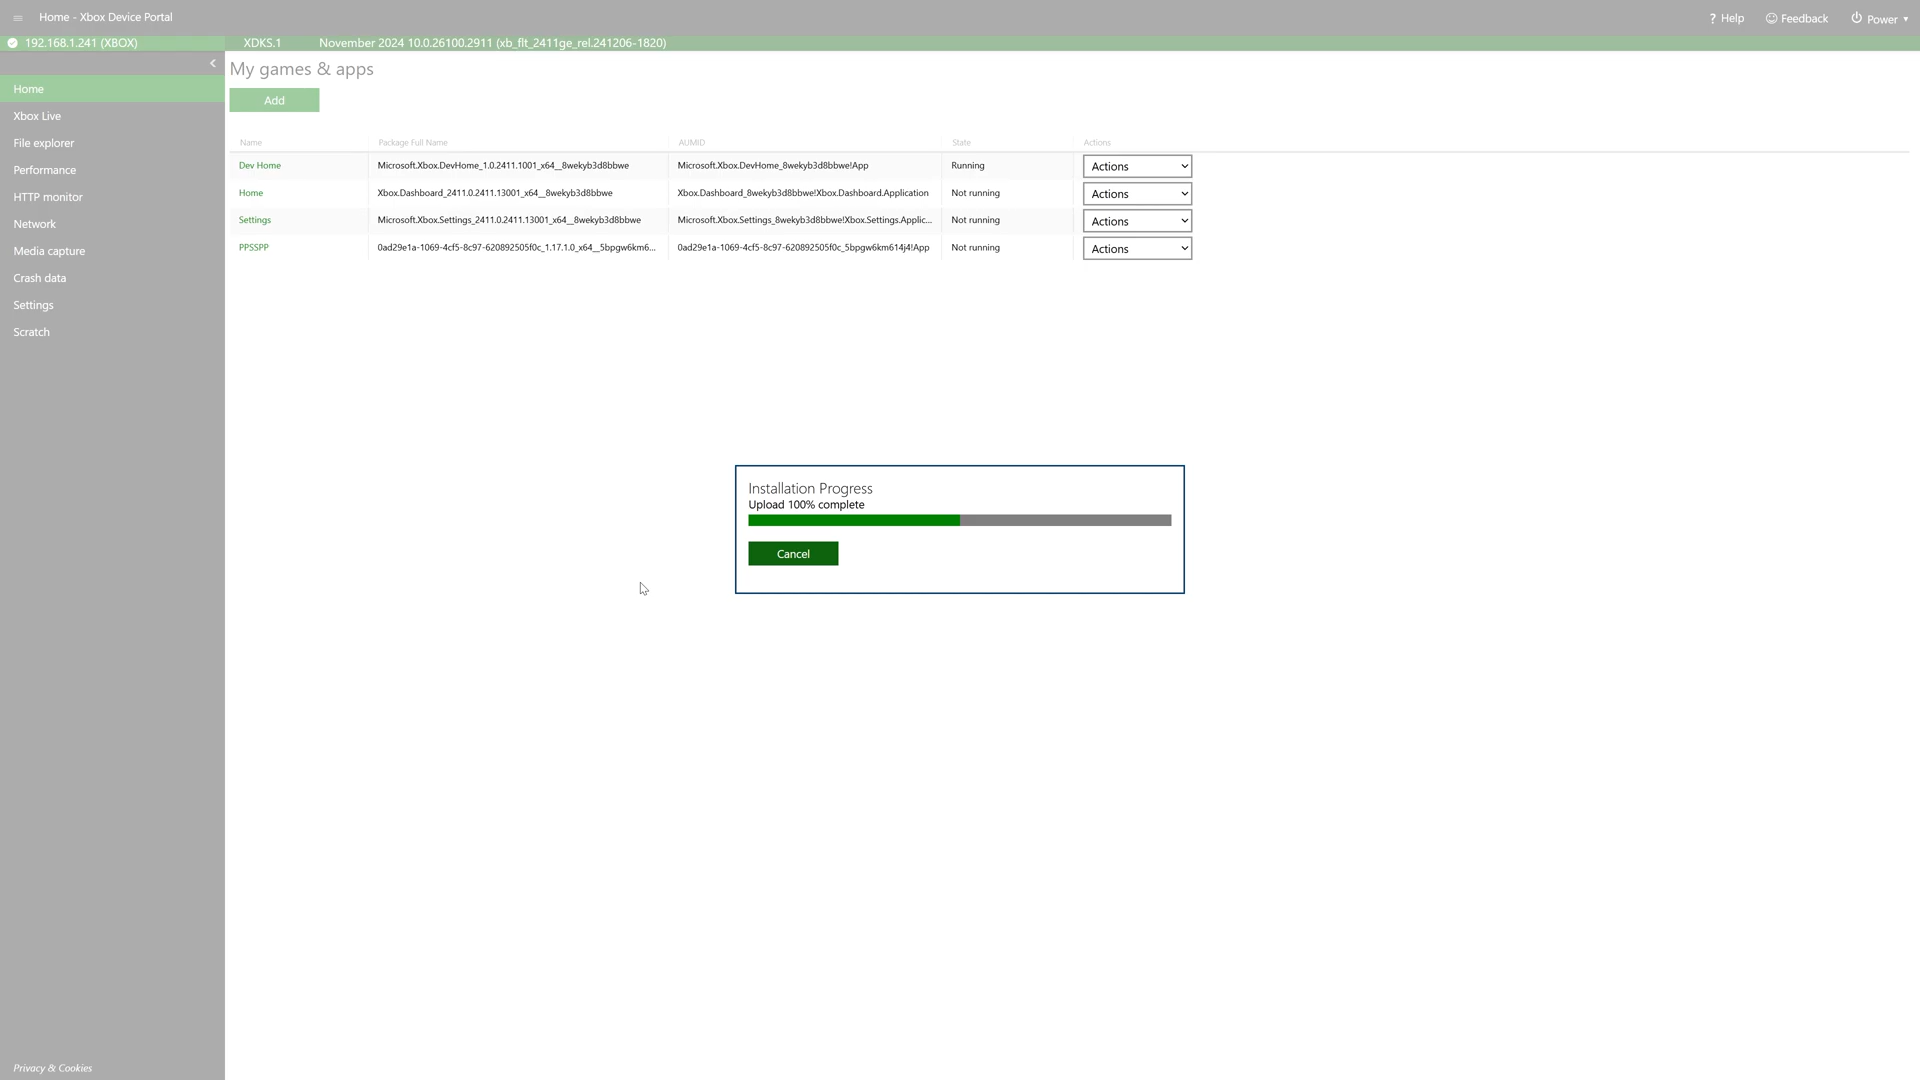 Home - Xbox Device Portal
? Help Feedback Power
192.168.1.241 (XBOX) XDKS.1 November 2024 10.0.26100.2911 (xb_flt_2411ge_rel.241206-1820)
My games & apps
Home
Add
Xbox Live
File explorer
Performance
HTTP monitor
Network
Media capture
Crash data
Settings
Scratch
Name Package Full Name AUMID State Actions
Dev Home Microsoft.Xbox.DevHome_1.0.2411.1001_x64__8wekyb3d8bbwe Microsoft.Xbox.DevHome_8wekyb3d8bbwe!App Running Actions
Home Xbox.Dashboard_2411.0.2411.13001_x64__8wekyb3d8bbwe Xbox.Dashboard_8wekyb3d8bbwe!Xbox.Dashboard.Application Not running Actions
Settings Microsoft.Xbox.Settings_2411.0.2411.13001_x64__8wekyb3d8bbwe Microsoft.Xbox.Settings_8wekyb3d8bbwe!Xbox.Settings.Applic... Not running Actions
PPSSPP 0ad29e1a-1069-4cf5-8c97-620892505f0c_1.17.1.0_x64__5bpgw6km6... 0ad29e1a-1069-4cf5-8c97-620892505f0c_5bpgw6km614j4!App Not running Actions
Installation Progress
Upload 100% complete
Cancel
Privacy & Cookies